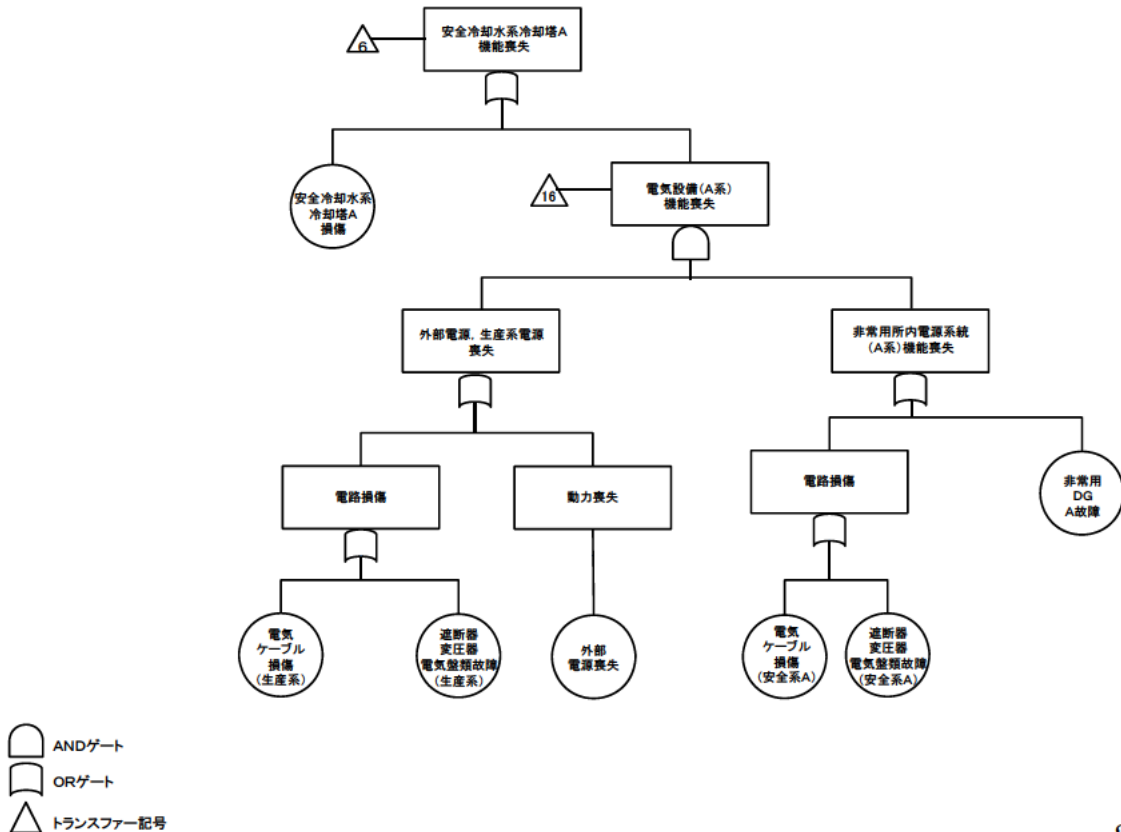 安全冷却水系冷却塔A
機能喪失
6
安全冷却水系
冷却塔A
損傷
電気設備(A系)
機能喪失
16
外部電源，生産系電源
喪失
非常用所内電源系統
(A系)機能喪失
電路損傷
動力喪失
電路損傷
非常用
DG
A故障
電気
ケーブル
損傷
(生産系)
遮断器
変圧器
電気盤類故障
(生産系)
外部
電源喪失
電気
ケーブル
損傷
(安全系A)
遮断器
変圧器
電気盤類故障
(安全系A)
ANDゲート
ORゲート
トランスファー記号